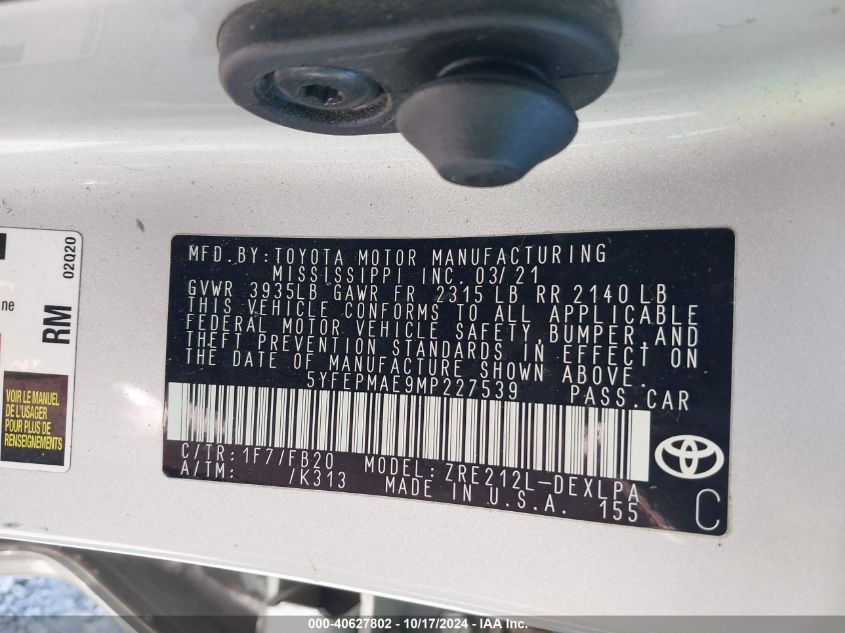 MFD. BY: TOYOTA MOTOR MANUFACTURING
MISSISSIPPI INC. 03/21
GVWR 3935LB GAWR FR 2315 LB RR 2140 LB
THIS VEHICLE CONFORMS TO ALL APPLICABLE
FEDERAL MOTOR VEHICLE SAFETY, BUMPER, AND
THEFT PREVENTION STANDARDS IN EFFECT ON
THE DATE OF MANUFACTURE SHOWN ABOVE.
5YFEPMAE9MP227539 PASS. CAR
C/TR: 1F7/FB20 MODEL: ZRE212L-DEXLPA
A/TM: /K313 MADE IN U.S.A. 155
C
02Q20
ne
RM
VOIR LE MANUEL
DE L'USAGER
POUR PLUS DE
RENSEIGNEMENTS
000-40627802 - 10/17/2024 - IAA Inc.